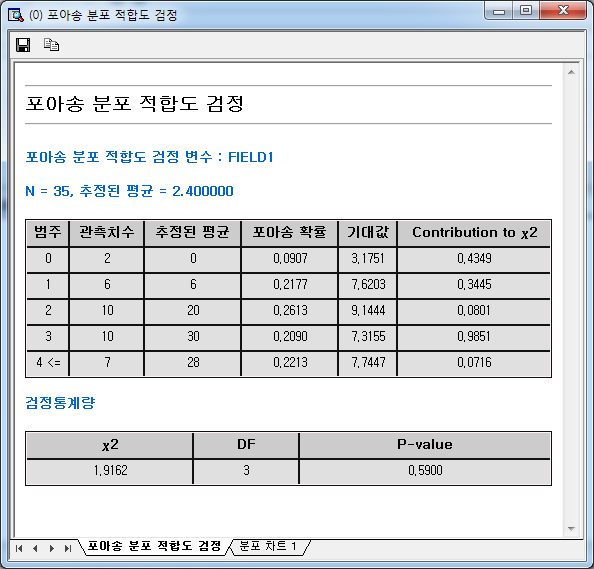 (0) 포아송 분포 적합도 검정
포아송 분포 적합도 검정
포아송 분포 적합도 검정 변수 : FIELD1
N = 35, 추정된 평균 = 2.400000
범주 관측치수 추정된 평균 포아송 확률 기대값 Contribution to χ2
0 2 0 0.0907 3.1751 0.4349
1 6 6 0.2177 7.6203 0.3445
2 10 20 0.2613 9.1444 0.0801
3 10 30 0.2090 7.3155 0.9851
4 <= 7 28 0.2213 7.7447 0.0716
검정통계량
χ2 DF P-value
1.9162 3 0.5900
포아송 분포 적합도 검정 분포 차트 1